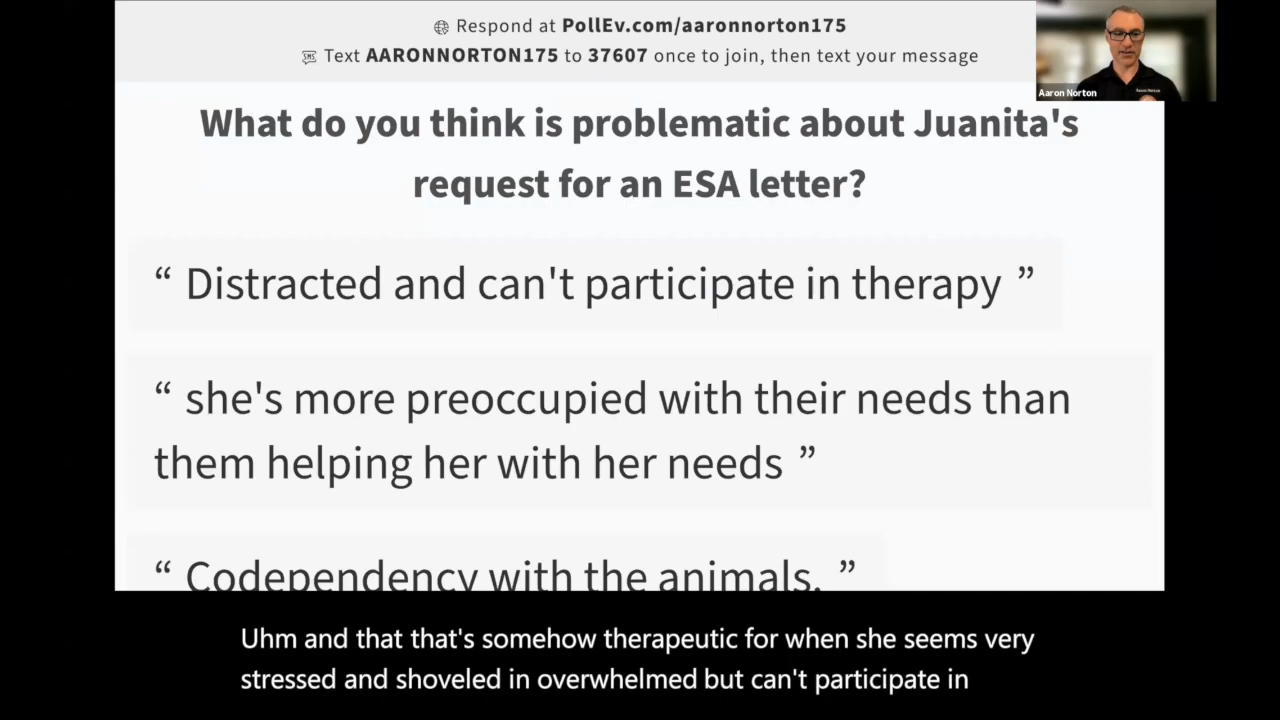 Respond at PollEv.com/aaronnorton175
Text AARONNORTON175 to 37607 once to join, then text your message
Aaron Norton
What do you think is problematic about Juanita's
request for an ESA letter?
“ Distracted and can't participate in therapy ”
“ she's more preoccupied with their needs than
them helping her with her needs ”
“ Codependency with the animals. ”
Uhm and that that's somehow therapeutic for when she seems very
stressed and shoveled in overwhelmed but can't participate in